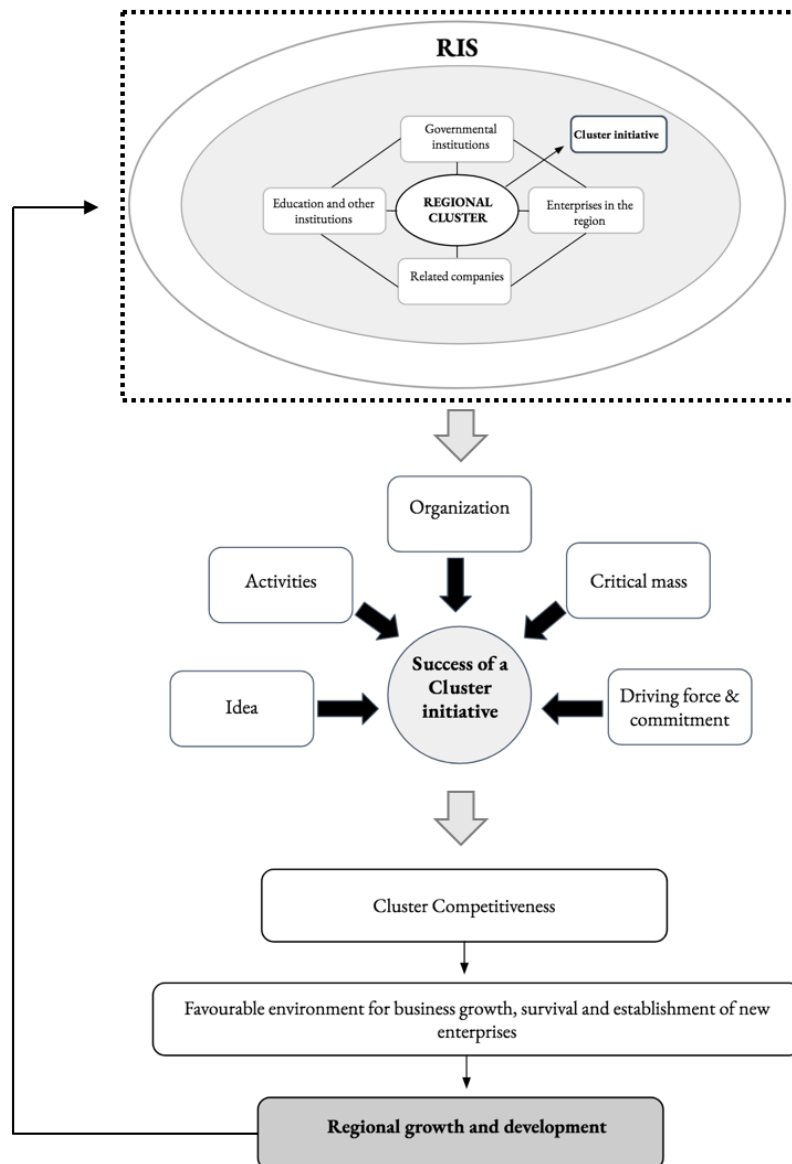 RIS
Governmental
institutions
Cluster initiative
Education and other
institutions
REGIONAL
CLUSTER
Enterprises in the
region
Related companies
Organization
Activities
Critical mass
Success of a
Cluster
initiative
Idea
Driving force &
commitment
Cluster Competitiveness
Favourable environment for business growth, survival and establishment of new
enterprises
Regional growth and development